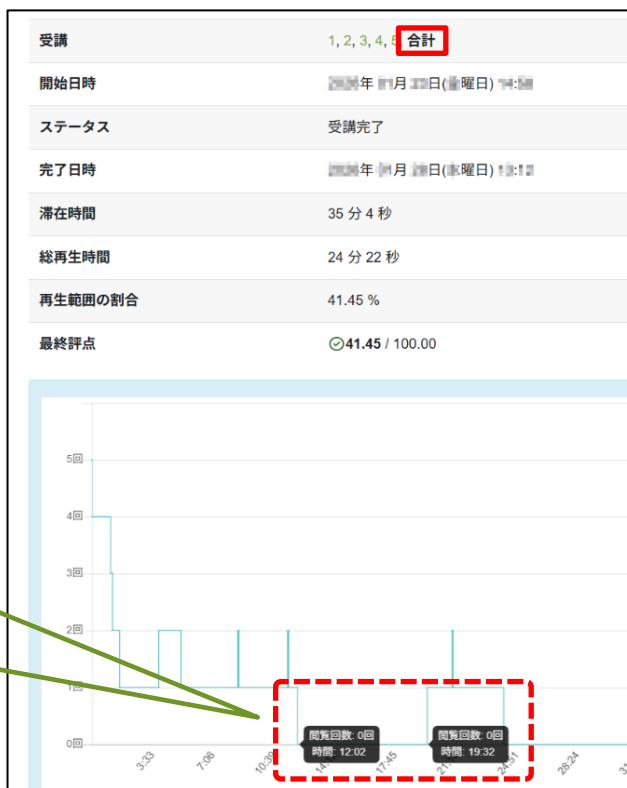 受講 1, 2, 3, 4, 5, 合計
開始日時 年 月 日(曜日)
ステータス 受講完了
完了日時 年 月 日(曜日)
滞在時間 35 分 4 秒
総再生時間 24 分 22 秒
再生範囲の割合 41.45 %
最終評点 41.45 / 100.00
5回
4回
3回
2回
1回
0回
閲覧回数: 0回
時間: 12:02
閲覧回数: 0回
時間: 19:32
3:33 7:06 10:39 17:45 24:51 28:24